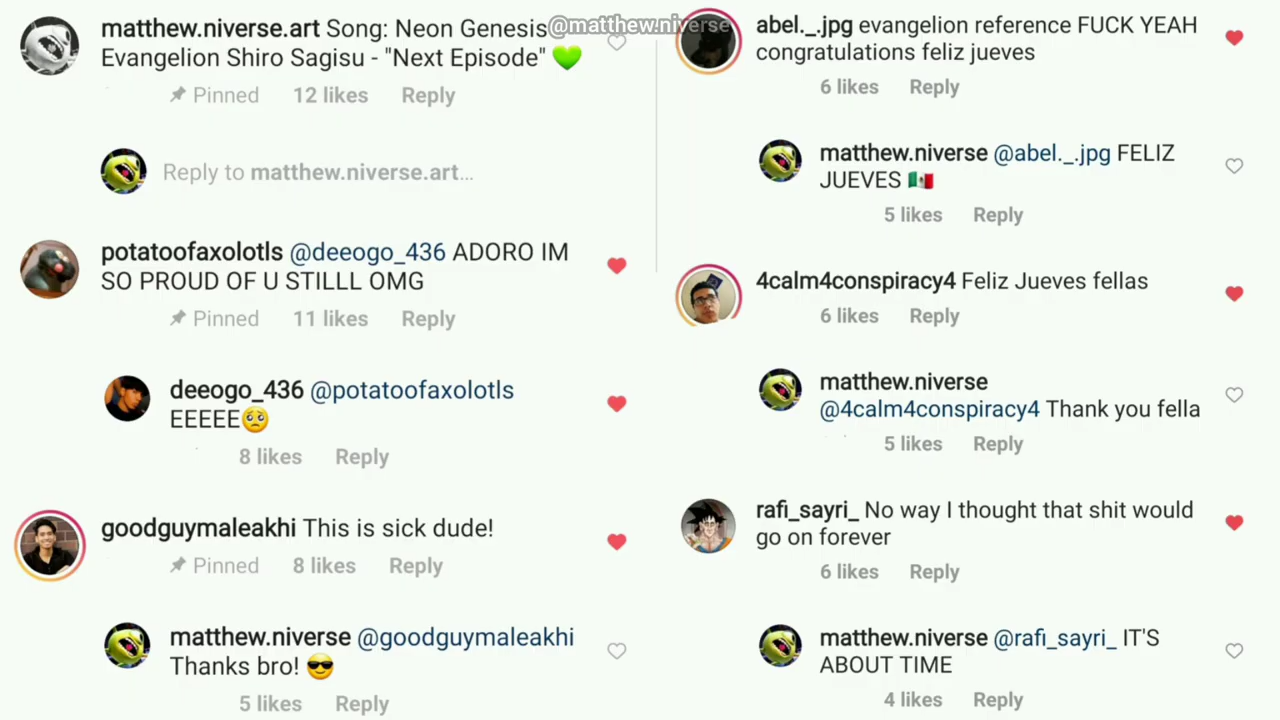 @matthew.niverse
matthew.niverse.art Song: Neon Genesis
Evangelion Shiro Sagisu - "Next Episode" 💚
Pinned 12 likes Reply
Reply to matthew.niverse.art...
potatoofaxolotls @deeogo_436 ADORO IM
SO PROUD OF U STILLL OMG
Pinned 11 likes Reply
deeogo_436 @potatoofaxolotls
EEEEE🥹
8 likes Reply
goodguymaleakhi This is sick dude!
Pinned 8 likes Reply
matthew.niverse @goodguymaleakhi
Thanks bro! 😎
5 likes Reply
abel._.jpg evangelion reference FUCK YEAH
congratulations feliz jueves
6 likes Reply
matthew.niverse @abel._.jpg FELIZ
JUEVES 🇲🇽
5 likes Reply
4calm4conspiracy4 Feliz Jueves fellas
6 likes Reply
matthew.niverse
@4calm4conspiracy4 Thank you fella
5 likes Reply
rafi_sayri_ No way I thought that shit would
go on forever
6 likes Reply
matthew.niverse @rafi_sayri_ IT'S
ABOUT TIME
4 likes Reply